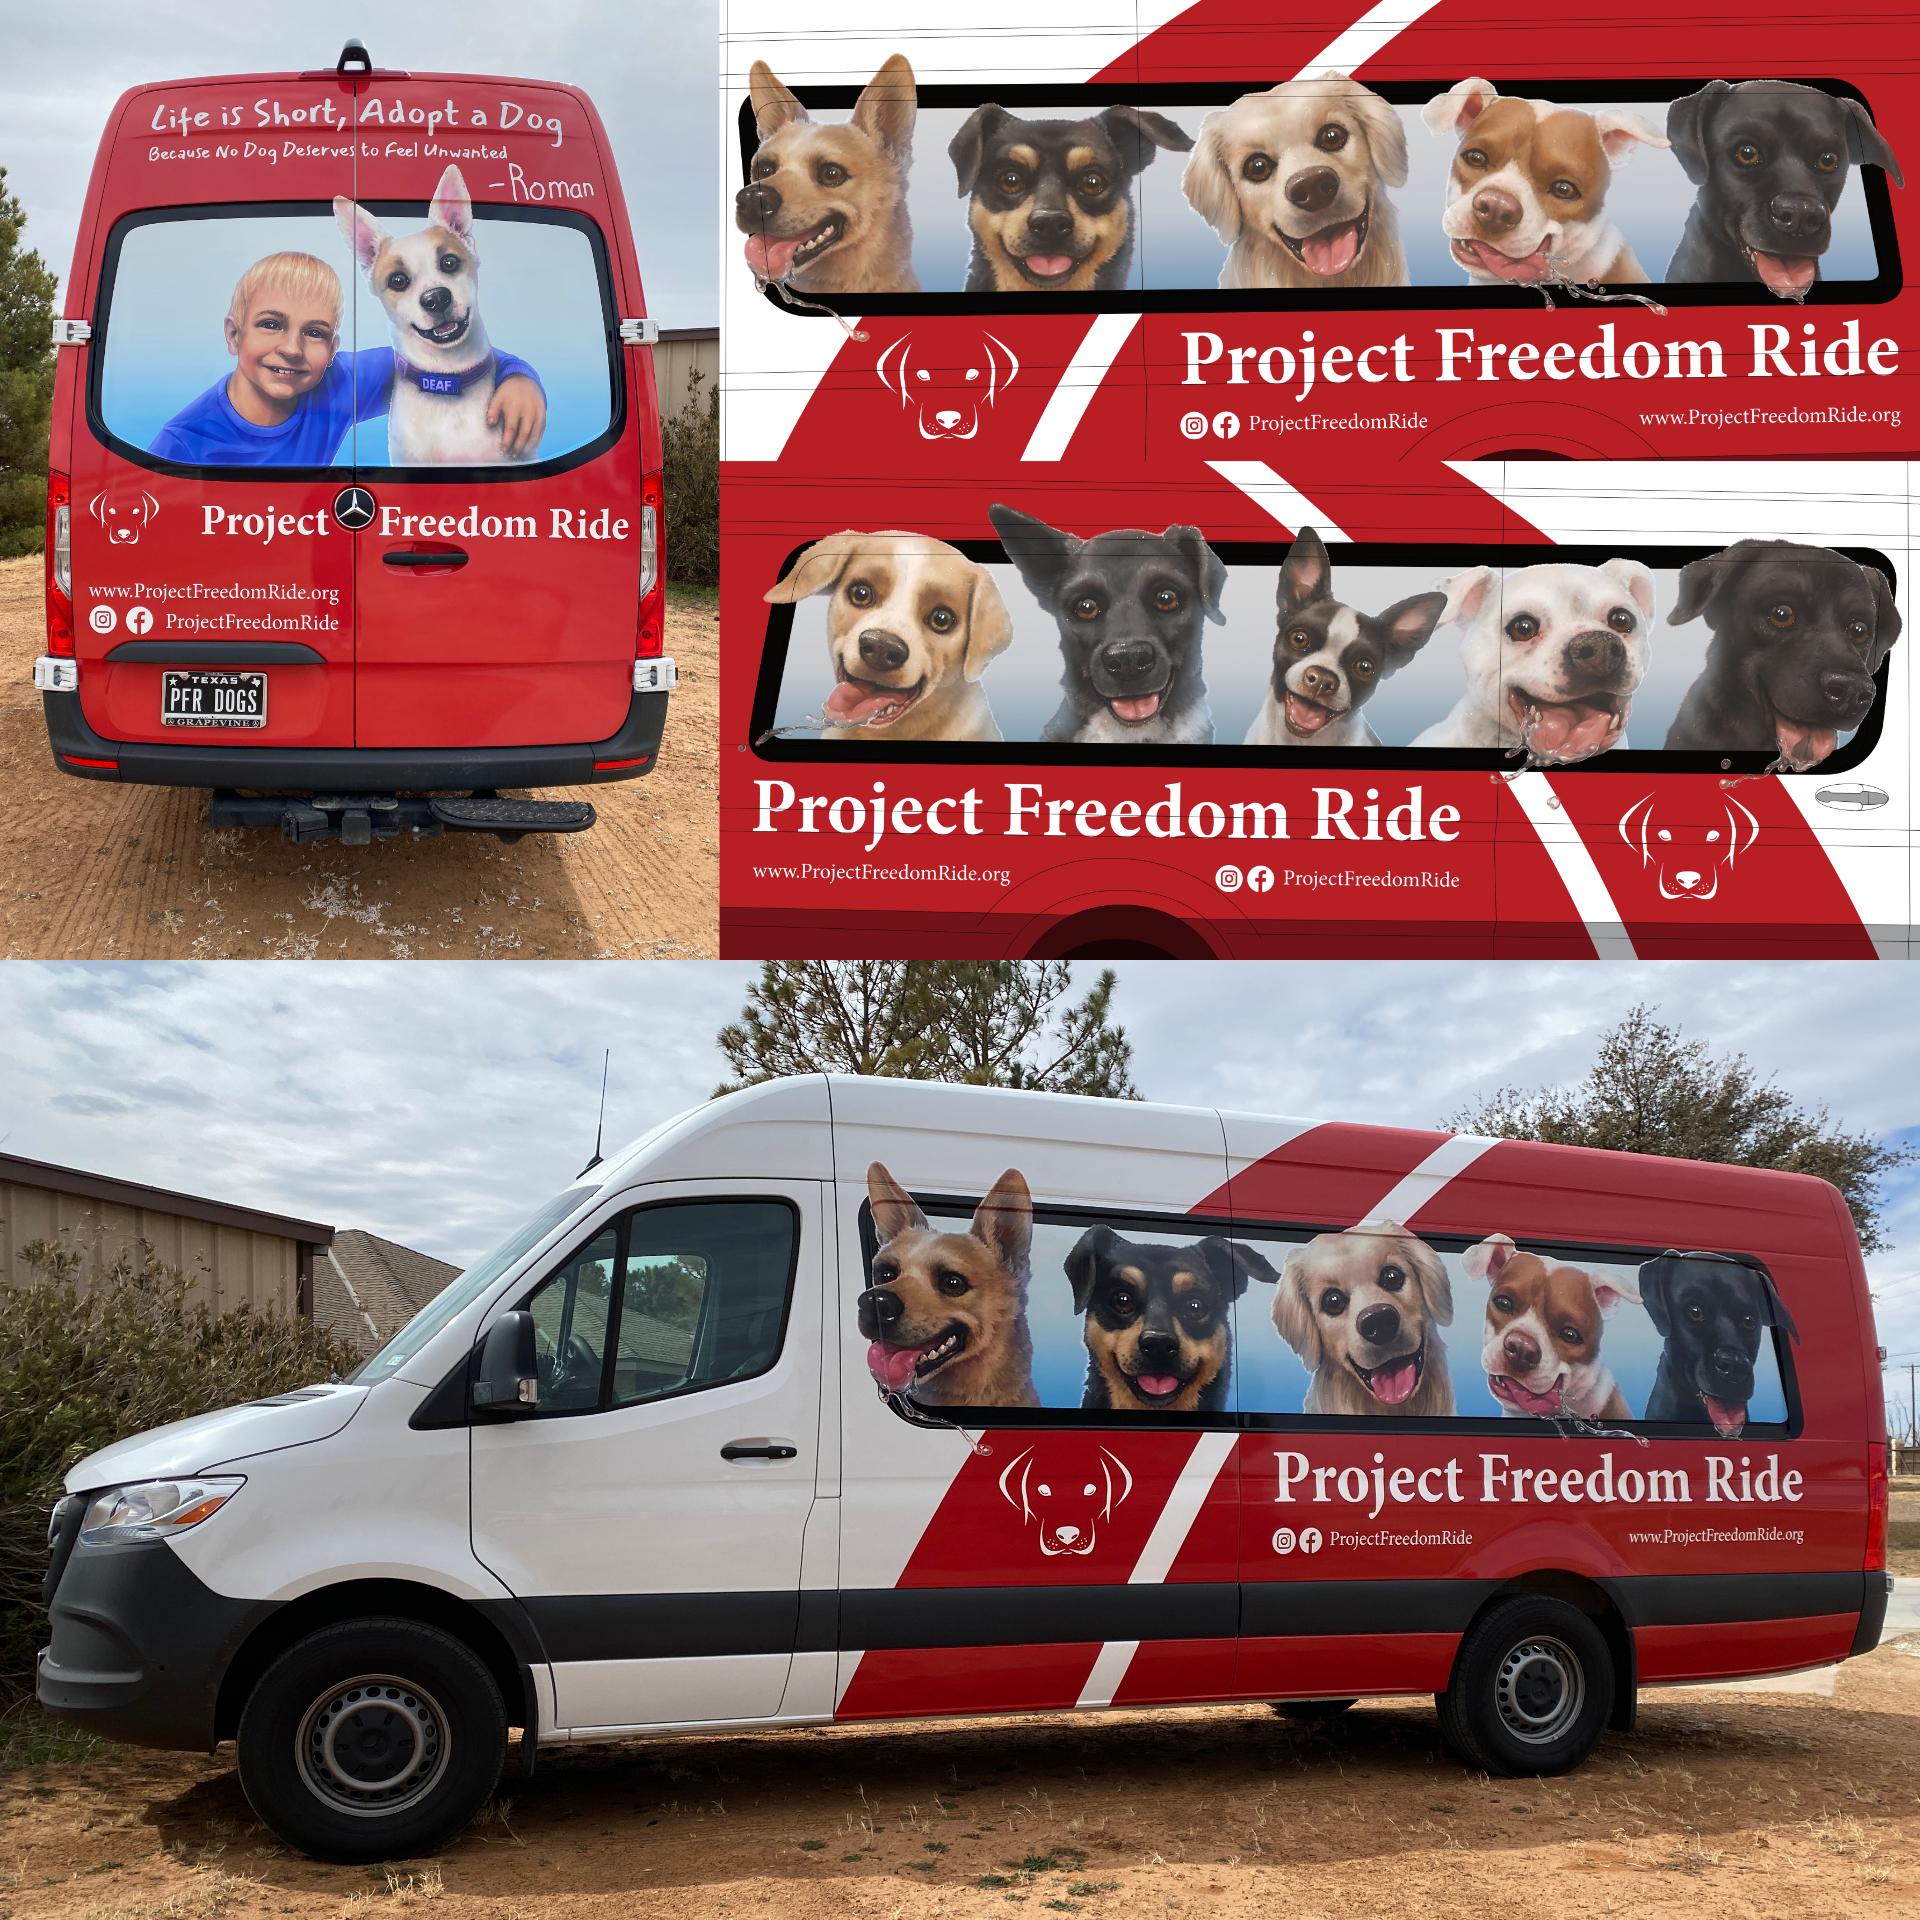 Life is Short, Adopt a Dog
Because No Dog Deserves to Feel Unwanted
-Roman
DEAF
Project Freedom Ride
www.ProjectFreedomRide.org
ProjectFreedomRide
TEXAS
PFR DOGS
GRAPEVINE
Project Freedom Ride
ProjectFreedomRide
www.ProjectFreedomRide.org
Project Freedom Ride
www.ProjectFreedomRide.org
ProjectFreedomRide
Project Freedom Ride
ProjectFreedomRide
www.ProjectFreedomRide.org